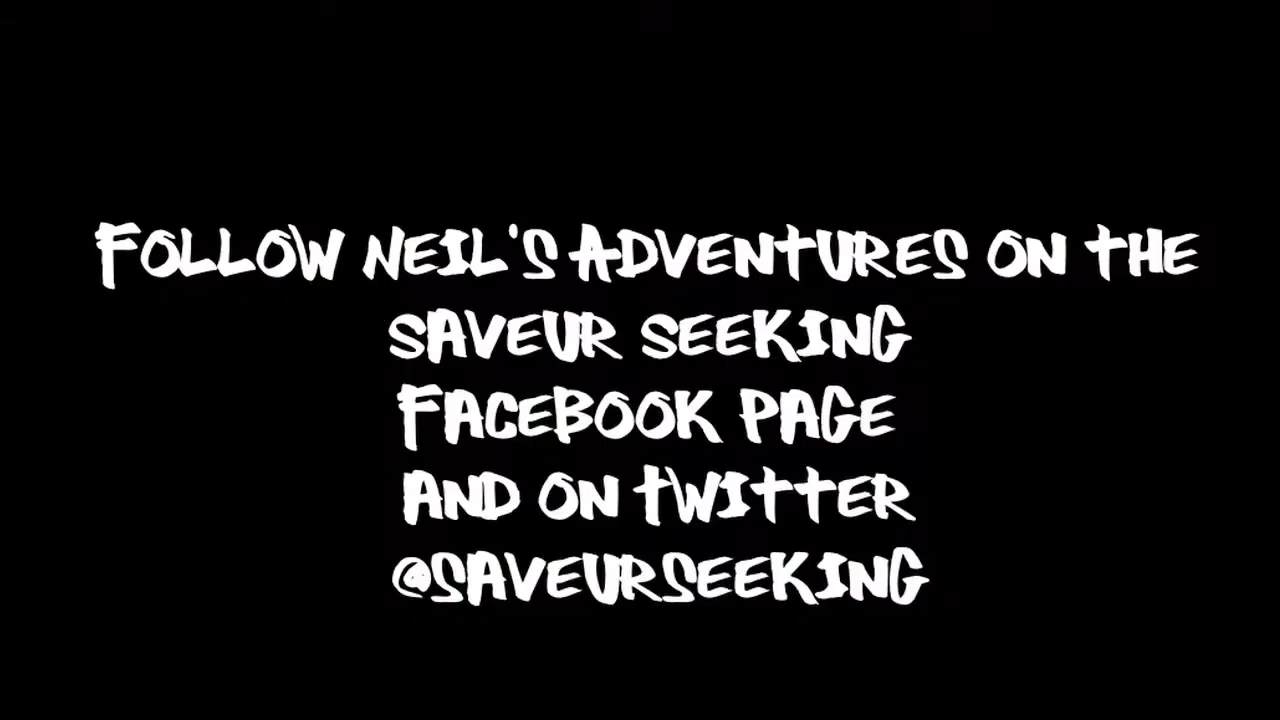 FOLLOW NEIL'S ADVENTURES ON THE
SAVEUR SEEKING
FACEBOOK PAGE
AND ON TWITTER
@SAVEURSEEKING